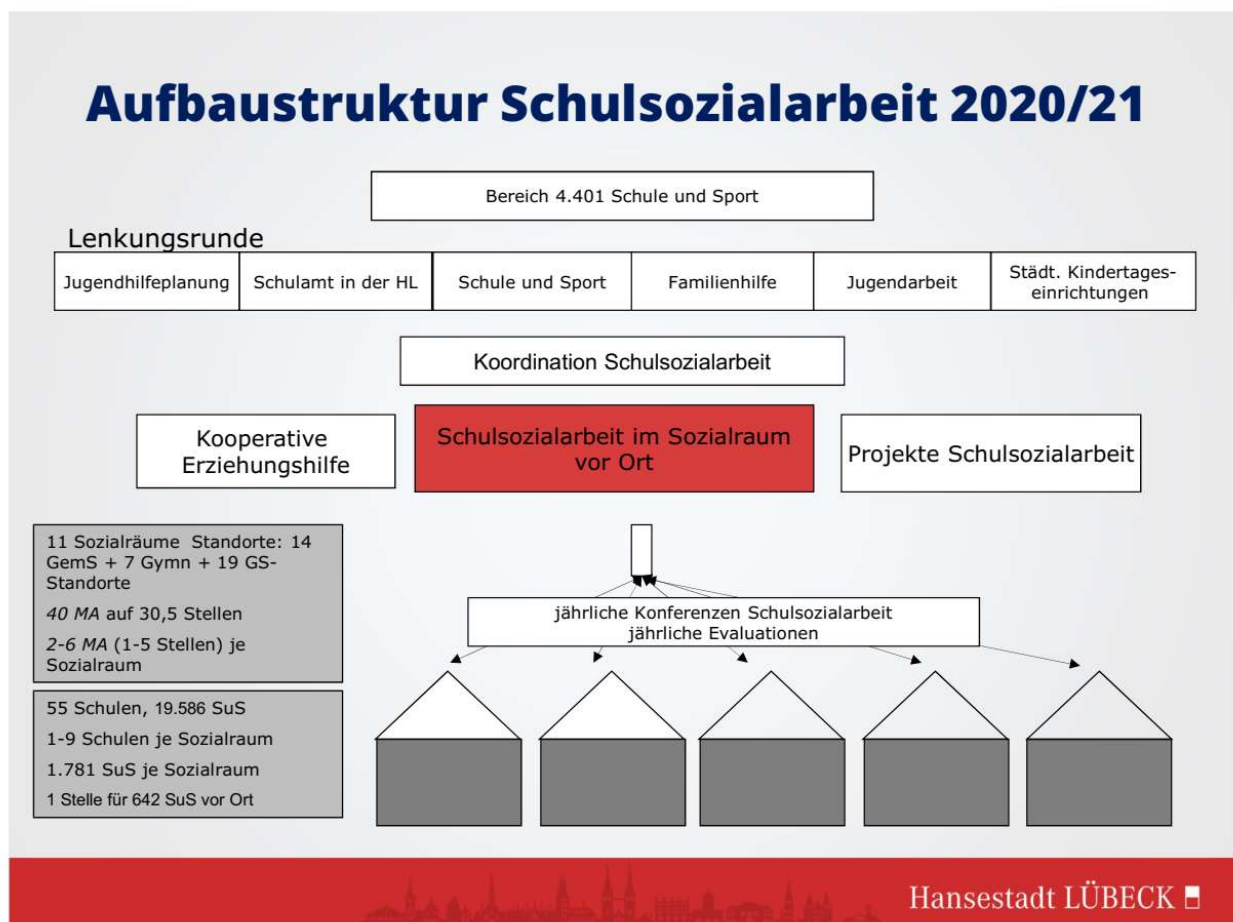 Aufbaustruktur Schulsozialarbeit 2020/21
Bereich 4.401 Schule und Sport
Lenkungsrunde
Jugendhilfeplanung
Schulamt in der HL
Schule und Sport
Familienhilfe
Jugendarbeit
Städt. Kindertages-
einrichtungen
Koordination Schulsozialarbeit
Kooperative
Erziehungshilfe
Schulsozialarbeit im Sozialraum
vor Ort
Projekte Schulsozialarbeit
11 Sozialräume Standorte: 14
GemS + 7 Gymn + 19 GS-
Standorte
40 MA auf 30,5 Stellen
2-6 MA (1-5 Stellen) je
Sozialraum
55 Schulen, 19.586 SuS
1-9 Schulen je Sozialraum
1.781 SuS je Sozialraum
1 Stelle für 642 SuS vor Ort
jährliche Konferenzen Schulsozialarbeit
jährliche Evaluationen
Hansestadt LÜBECK